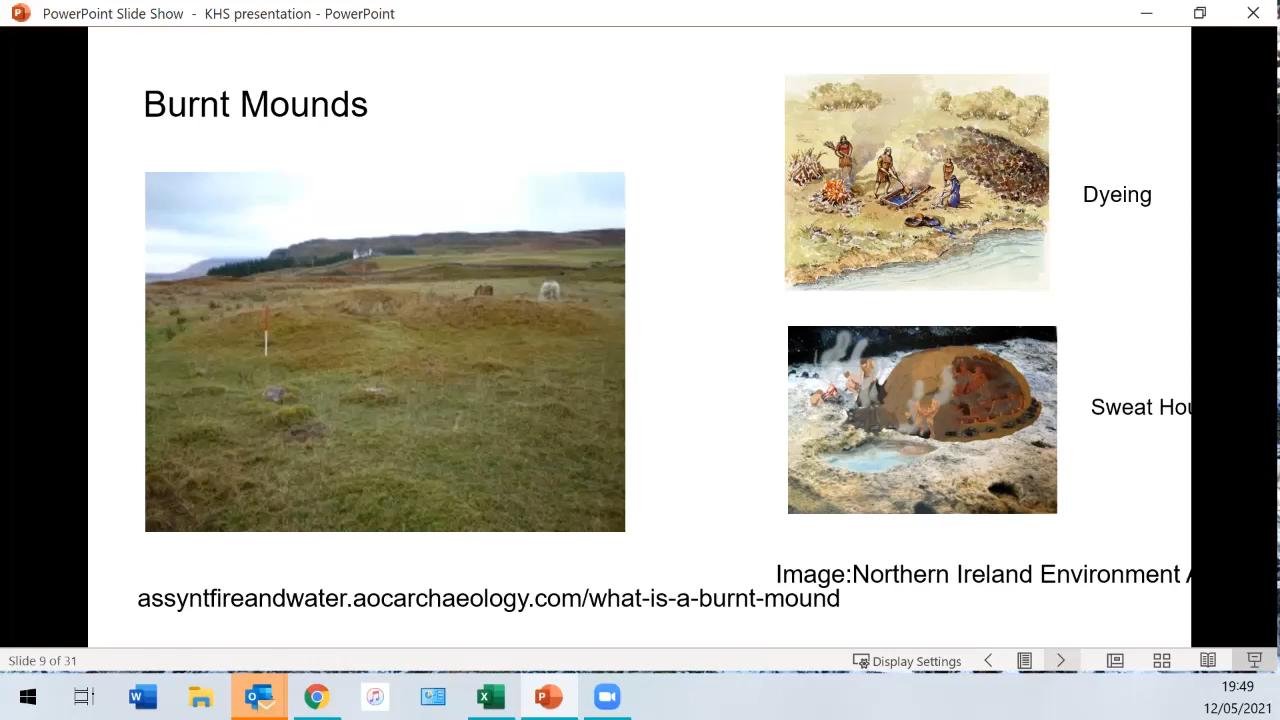 PowerPoint Slide Show - KHS presentation - PowerPoint
Burnt Mounds
Dyeing
Sweat Hou
Image:Northern Ireland Environment A
assyntfireandwater.aocarchaeology.com/what-is-a-burnt-mound
Slide 9 of 31
Display Settings
19:49
12/05/2021